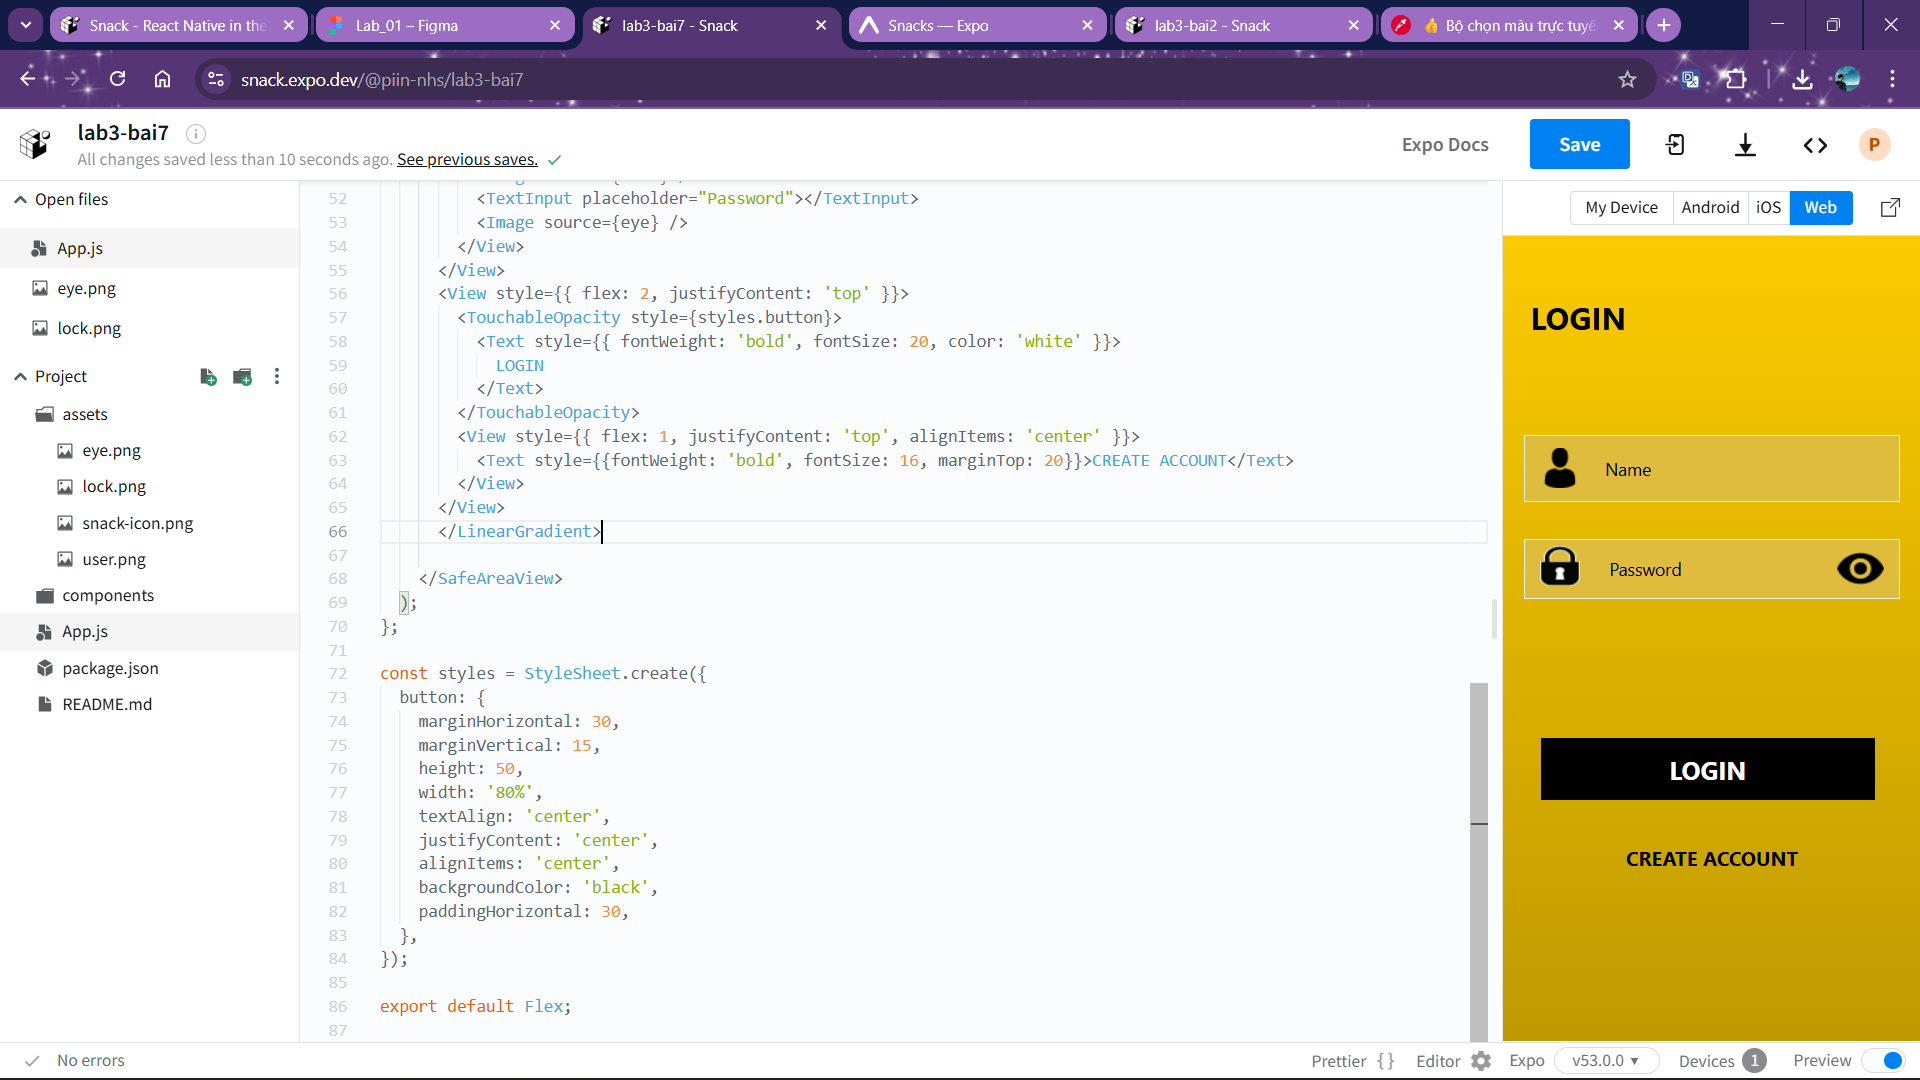 Snack - React Native in the
Lab_01 – Figma
lab3-bai7 - Snack
Snacks — Expo
lab3-bai2 - Snack
👍 Bộ chọn màu trực tuyế
snack.expo.dev/@piin-nhs/lab3-bai7
lab3-bai7
All changes saved less than 10 seconds ago. See previous saves.
Expo Docs
Save
P
Open files
App.js
eye.png
lock.png
Project
assets
eye.png
lock.png
snack-icon.png
user.png
components
App.js
package.json
README.md
52 <TextInput placeholder="Password"></TextInput>
53 <Image source={eye} />
54 </View>
55 </View>
56 <View style={{ flex: 2, justifyContent: 'top' }}>
57 <TouchableOpacity style={styles.button}>
58 <Text style={{ fontWeight: 'bold', fontSize: 20, color: 'white' }}>
59 LOGIN
60 </Text>
61 </TouchableOpacity>
62 <View style={{ flex: 1, justifyContent: 'top', alignItems: 'center' }}>
63 <Text style={{fontWeight: 'bold', fontSize: 16, marginTop: 20}}>CREATE ACCOUNT</Text>
64 </View>
65 </View>
66 </LinearGradient>
67
68 </SafeAreaView>
69 );
70 };
71
72 const styles = StyleSheet.create({
73 button: {
74 marginHorizontal: 30,
75 marginVertical: 15,
76 height: 50,
77 width: '80%',
78 textAlign: 'center',
79 justifyContent: 'center',
80 alignItems: 'center',
81 backgroundColor: 'black',
82 paddingHorizontal: 30,
83 },
84 });
85
86 export default Flex;
87
My Device
Android
iOS
Web
LOGIN
Name
Password
LOGIN
CREATE ACCOUNT
No errors
Prettier { }
Editor
Expo
v53.0.0
Devices 1
Preview